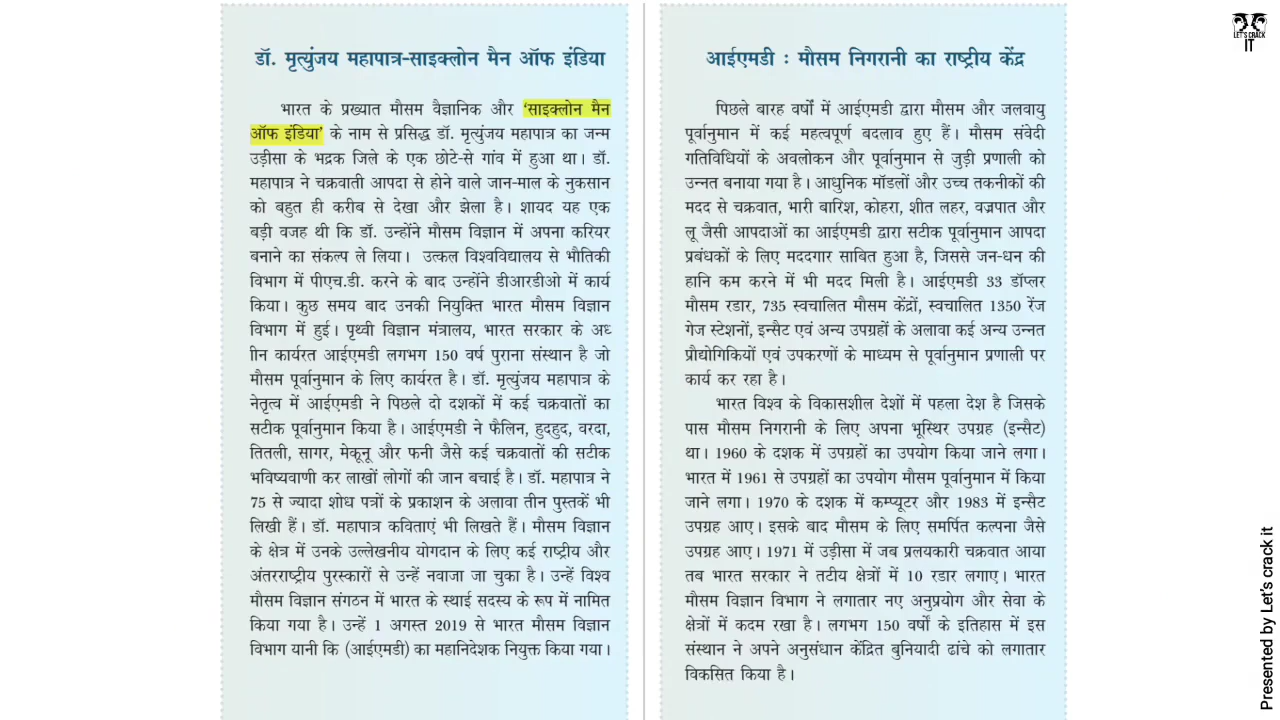 डॉ. मृत्युंजय महापात्र-साइक्लोन मैन ऑफ इंडिया
भारत के प्रख्यात मौसम वैज्ञानिक और 'साइक्लोन मैन
ऑफ इंडिया' के नाम से प्रसिद्ध डॉ. मृत्युंजय महापात्र का जन्म
उड़ीसा के भद्रक जिले के एक छोटे-से गांव में हुआ था। डॉ.
महापात्र ने चक्रवाती आपदा से होने वाले जान-माल के नुकसान
को बहुत ही करीब से देखा और झेला है। शायद यह एक
बड़ी वजह थी कि डॉ. उन्होंने मौसम विज्ञान में अपना करियर
बनाने का संकल्प ले लिया। उत्कल विश्वविद्यालय से भौतिकी
विभाग में पीएच.डी. करने के बाद उन्होंने डीआरडीओ में कार्य
किया। कुछ समय बाद उनकी नियुक्ति भारत मौसम विज्ञान
विभाग में हुई। पृथ्वी विज्ञान मंत्रालय, भारत सरकार के अध
ीन कार्यरत आईएमडी लगभग 150 वर्ष पुराना संस्थान है जो
मौसम पूर्वानुमान के लिए कार्यरत है। डॉ. मृत्युंजय महापात्र के
नेतृत्व में आईएमडी ने पिछले दो दशकों में कई चक्रवातों का
सटीक पूर्वानुमान किया है। आईएमडी ने फैलिन, हुदहुद, वरदा,
तितली, सागर, मेकूनू और फनी जैसे कई चक्रवातों की सटीक
भविष्यवाणी कर लाखों लोगों की जान बचाई है। डॉ. महापात्र ने
75 से ज्यादा शोध पत्रों के प्रकाशन के अलावा तीन पुस्तकें भी
लिखी हैं। डॉ. महापात्र कविताएं भी लिखते हैं। मौसम विज्ञान
के क्षेत्र में उनके उल्लेखनीय योगदान के लिए कई राष्ट्रीय और
अंतरराष्ट्रीय पुरस्कारों से उन्हें नवाजा जा चुका है। उन्हें विश्व
मौसम विज्ञान संगठन में भारत के स्थाई सदस्य के रूप में नामित
किया गया है। उन्हें 1 अगस्त 2019 से भारत मौसम विज्ञान
विभाग यानी कि (आईएमडी) का महानिदेशक नियुक्त किया गया।
आईएमडी : मौसम निगरानी का राष्ट्रीय केंद्र
पिछले बारह वर्षों में आईएमडी द्वारा मौसम और जलवायु
पूर्वानुमान में कई महत्वपूर्ण बदलाव हुए हैं। मौसम संवेदी
गतिविधियों के अवलोकन और पूर्वानुमान से जुड़ी प्रणाली को
उन्नत बनाया गया है। आधुनिक मॉडलों और उच्च तकनीकों की
मदद से चक्रवात, भारी बारिश, कोहरा, शीत लहर, वज्रपात और
लू जैसी आपदाओं का आईएमडी द्वारा सटीक पूर्वानुमान आपदा
प्रबंधकों के लिए मददगार साबित हुआ है, जिससे जन-धन की
हानि कम करने में भी मदद मिली है। आईएमडी 33 डॉप्लर
मौसम रडार, 735 स्वचालित मौसम केंद्रों, स्वचालित 1350 रेंज
गेज स्टेशनों, इन्सैट एवं अन्य उपग्रहों के अलावा कई अन्य उन्नत
प्रौद्योगिकियों एवं उपकरणों के माध्यम से पूर्वानुमान प्रणाली पर
कार्य कर रहा है।
भारत विश्व के विकासशील देशों में पहला देश है जिसके
पास मौसम निगरानी के लिए अपना भूस्थिर उपग्रह (इन्सैट)
था। 1960 के दशक में उपग्रहों का उपयोग किया जाने लगा।
भारत में 1961 से उपग्रहों का उपयोग मौसम पूर्वानुमान में किया
जाने लगा। 1970 के दशक में कम्प्यूटर और 1983 में इन्सैट
उपग्रह आए। इसके बाद मौसम के लिए समर्पित कल्पना जैसे
उपग्रह आए। 1971 में उड़ीसा में जब प्रलयकारी चक्रवात आया
तब भारत सरकार ने तटीय क्षेत्रों में 10 रडार लगाए। भारत
मौसम विज्ञान विभाग ने लगातार नए अनुप्रयोग और सेवा के
क्षेत्रों में कदम रखा है। लगभग 150 वर्षों के इतिहास में इस
संस्थान ने अपने अनुसंधान केंद्रित बुनियादी ढांचे को लगातार
विकसित किया है।
LET'S CRACK
IT
Presented by Let's crack it